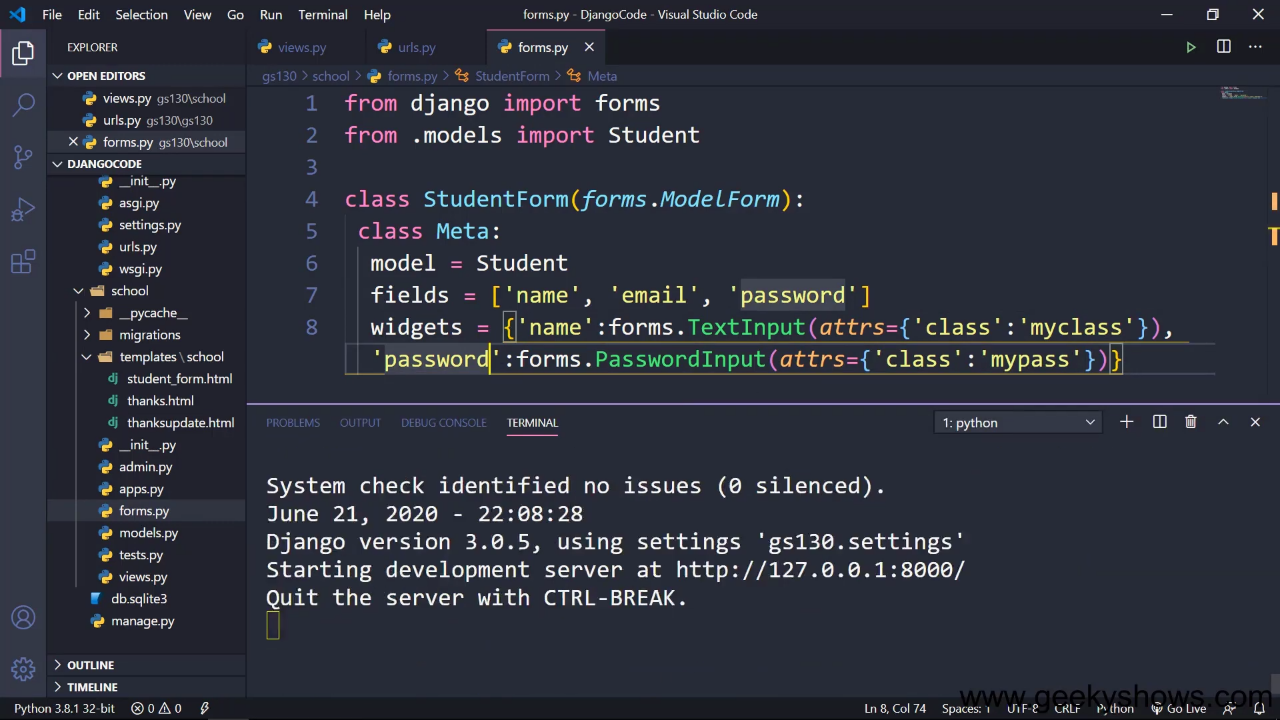 File Edit Selection View Go Run Terminal Help forms.py - DjangoCode - Visual Studio Code
EXPLORER
OPEN EDITORS
views.py gs130\school
urls.py gs130\gs130
forms.py gs130\school
DJANGOCODE
__init__.py
asgi.py
settings.py
urls.py
wsgi.py
school
__pycache__
migrations
templates \ school
student_form.html
thanks.html
thanksupdate.html
__init__.py
admin.py
apps.py
forms.py
models.py
tests.py
views.py
db.sqlite3
manage.py
OUTLINE
TIMELINE
views.py urls.py forms.py
gs130 > school > forms.py > StudentForm > Meta
1 from django import forms
2 from .models import Student
3
4 class StudentForm(forms.ModelForm):
5 class Meta:
6 model = Student
7 fields = ['name', 'email', 'password']
8 widgets = {'name':forms.TextInput(attrs={'class':'myclass'}),
'password':forms.PasswordInput(attrs={'class':'mypass'})}
PROBLEMS OUTPUT DEBUG CONSOLE TERMINAL 1: python
System check identified no issues (0 silenced).
June 21, 2020 - 22:08:28
Django version 3.0.5, using settings 'gs130.settings'
Starting development server at http://127.0.0.1:8000/
Quit the server with CTRL-BREAK.
www.geekyshows.com
Python 3.8.1 32-bit 0 0 Ln 8, Col 74 Spaces: 1 UTF-8 CRLF Python Go Live